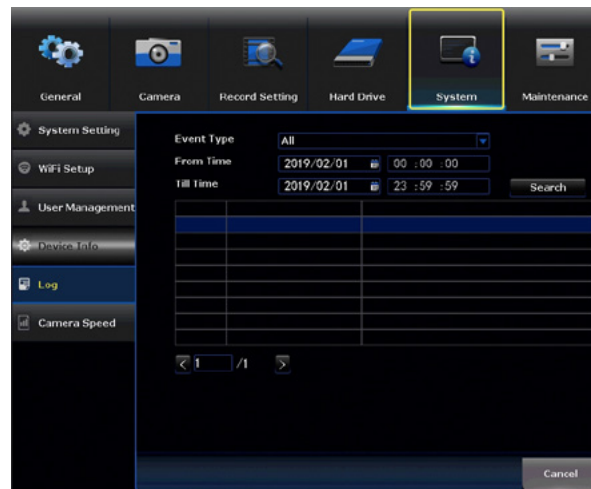 General Camera Record Setting Hard Drive System Maintenance
System Setting
WiFi Setup
User Management
Device Info
Log
Camera Speed
Event Type All
From Time 2019/02/01 00 :00 :00
Till Time 2019/02/01 23 :59 :59 Search
< 1 /1 >
Cancel